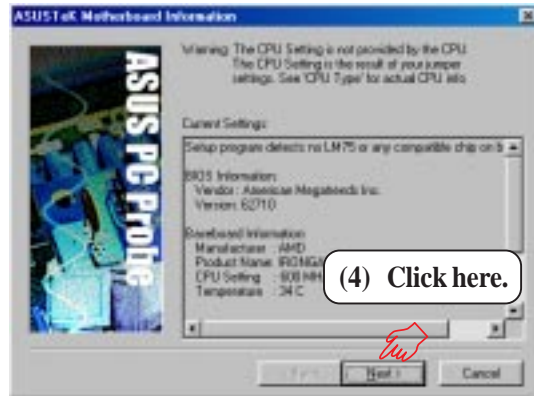 ASUSTeK Motherboard Information
ASUS PC Probe
Warning: The CPU Setting is not provided by the CPU.
The CPU Setting is the result of your jumper
settings. See 'CPU Type' for actual CPU info
Current Settings:
Setup program detects no LM75 or any compatible chip on b
BIOS Information:
Vendor : American Megatrends Inc.
Version: 62710
Baseboard Information
Manufacturer : AMD
Product Name: IRONGA
CPU Setting : 600 MH
Temperature : 34 C
(4) Click here.
Next >
Cancel